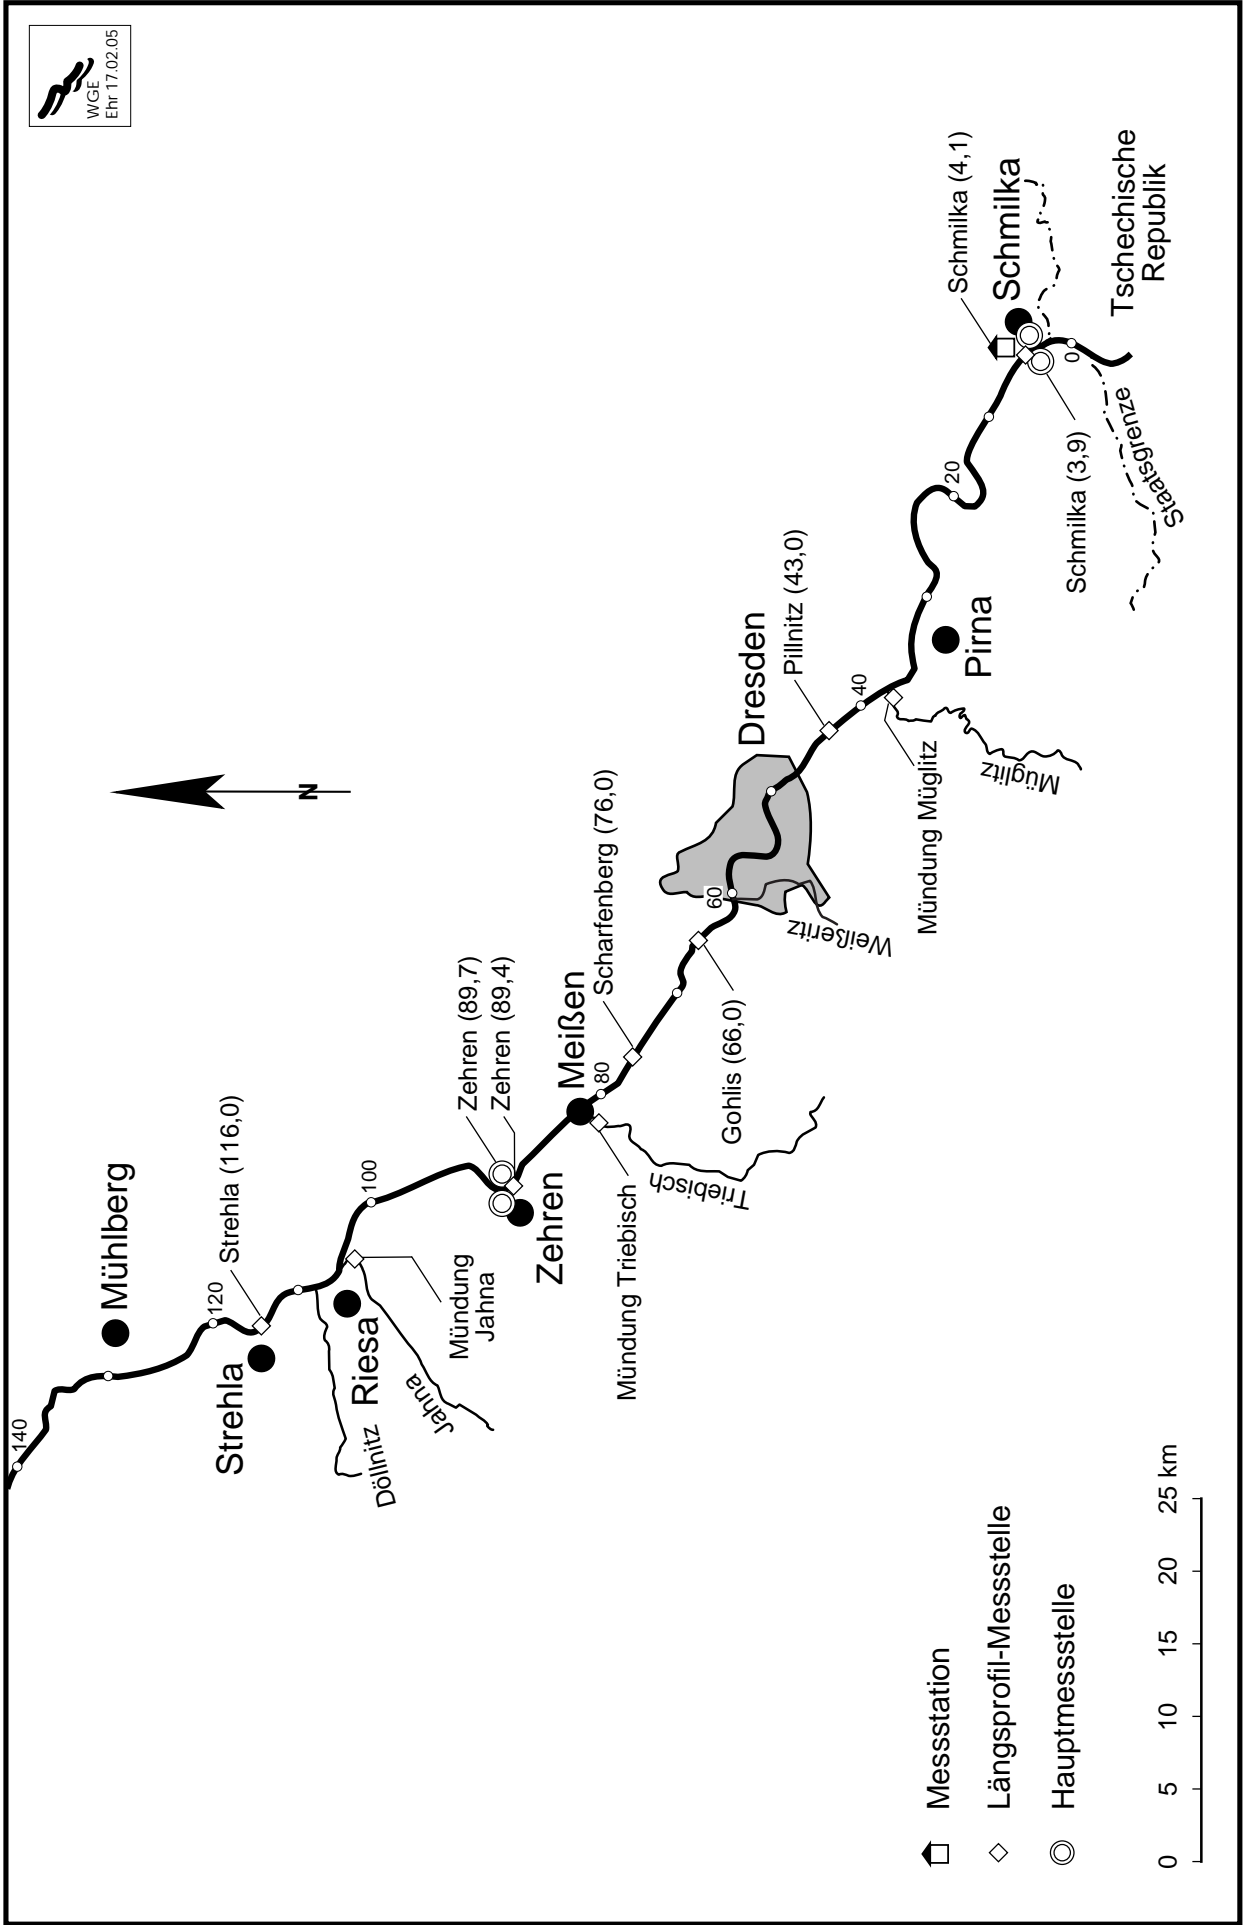 WGE
Ehr 17.02.05
N
140
Mühlberg
120
Strehla (116,0)
Strehla
100
Riesa
Döllnitz
Jahna
Mündung
Jahna
Zehren (89,7)
Zehren (89,4)
Zehren
Meißen
80
Mündung Triebisch
Triebisch
Scharfenberg (76,0)
Gohlis (66,0)
60
Weißeritz
Dresden
Pillnitz (43,0)
40
Mündung Müglitz
Müglitz
Pirna
20
Schmilka (4,1)
Schmilka
Schmilka (3,9)
0
Staatsgrenze
Tschechische
Republik
Messstation
Längsprofil-Messstelle
Hauptmessstelle
0 5 10 15 20 25 km